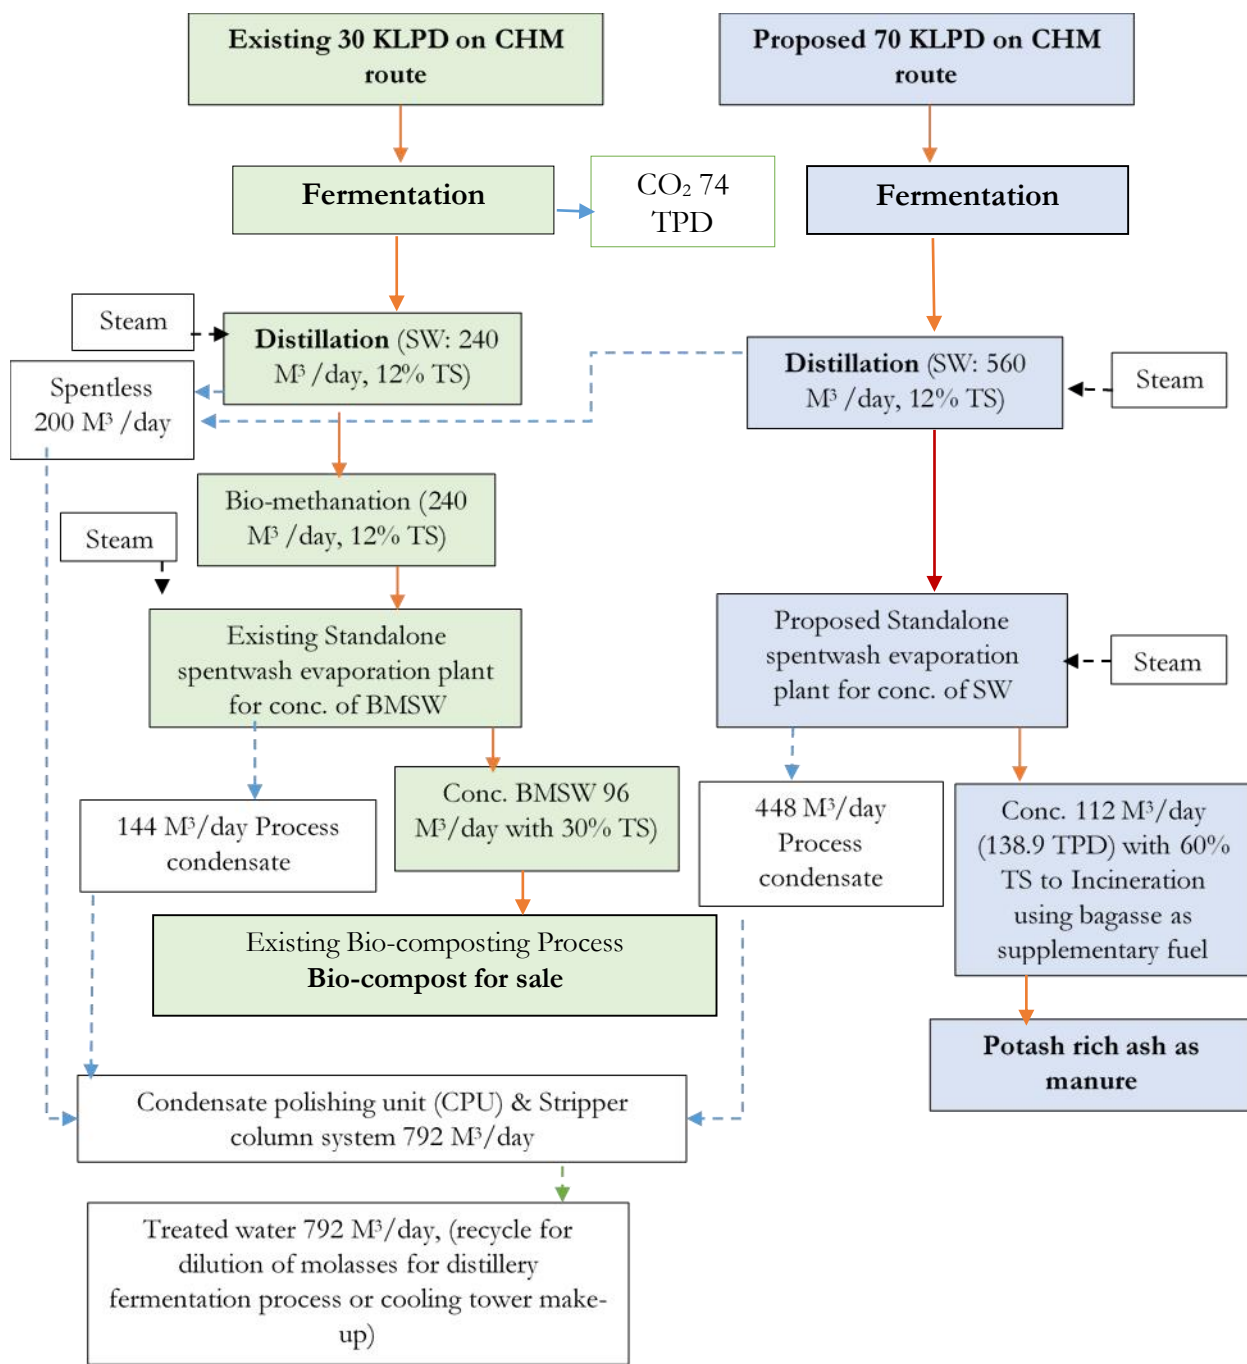 Existing 30 KLPD on CHM
route
Proposed 70 KLPD on CHM
route
Fermentation
CO₂ 74
TPD
Fermentation
Steam
Distillation (SW: 240
M³ /day, 12% TS)
Distillation (SW: 560
M³ /day, 12% TS)
Steam
Spentless
200 M³ /day
Bio-methanation (240
M³ /day, 12% TS)
Steam
Existing Standalone
spentwash evaporation plant
for conc. of BMSW
Proposed Standalone
spentwash evaporation
plant for conc. of SW
Steam
144 M³/day Process
condensate
Conc. BMSW 96
M³/day with 30% TS)
448 M³/day
Process
condensate
Conc. 112 M³/day
(138.9 TPD) with 60%
TS to Incineration
using bagasse as
supplementary fuel
Existing Bio-composting Process
Bio-compost for sale
Potash rich ash as
manure
Condensate polishing unit (CPU) & Stripper
column system 792 M³/day
Treated water 792 M³/day, (recycle for
dilution of molasses for distillery
fermentation process or cooling tower make-
up)